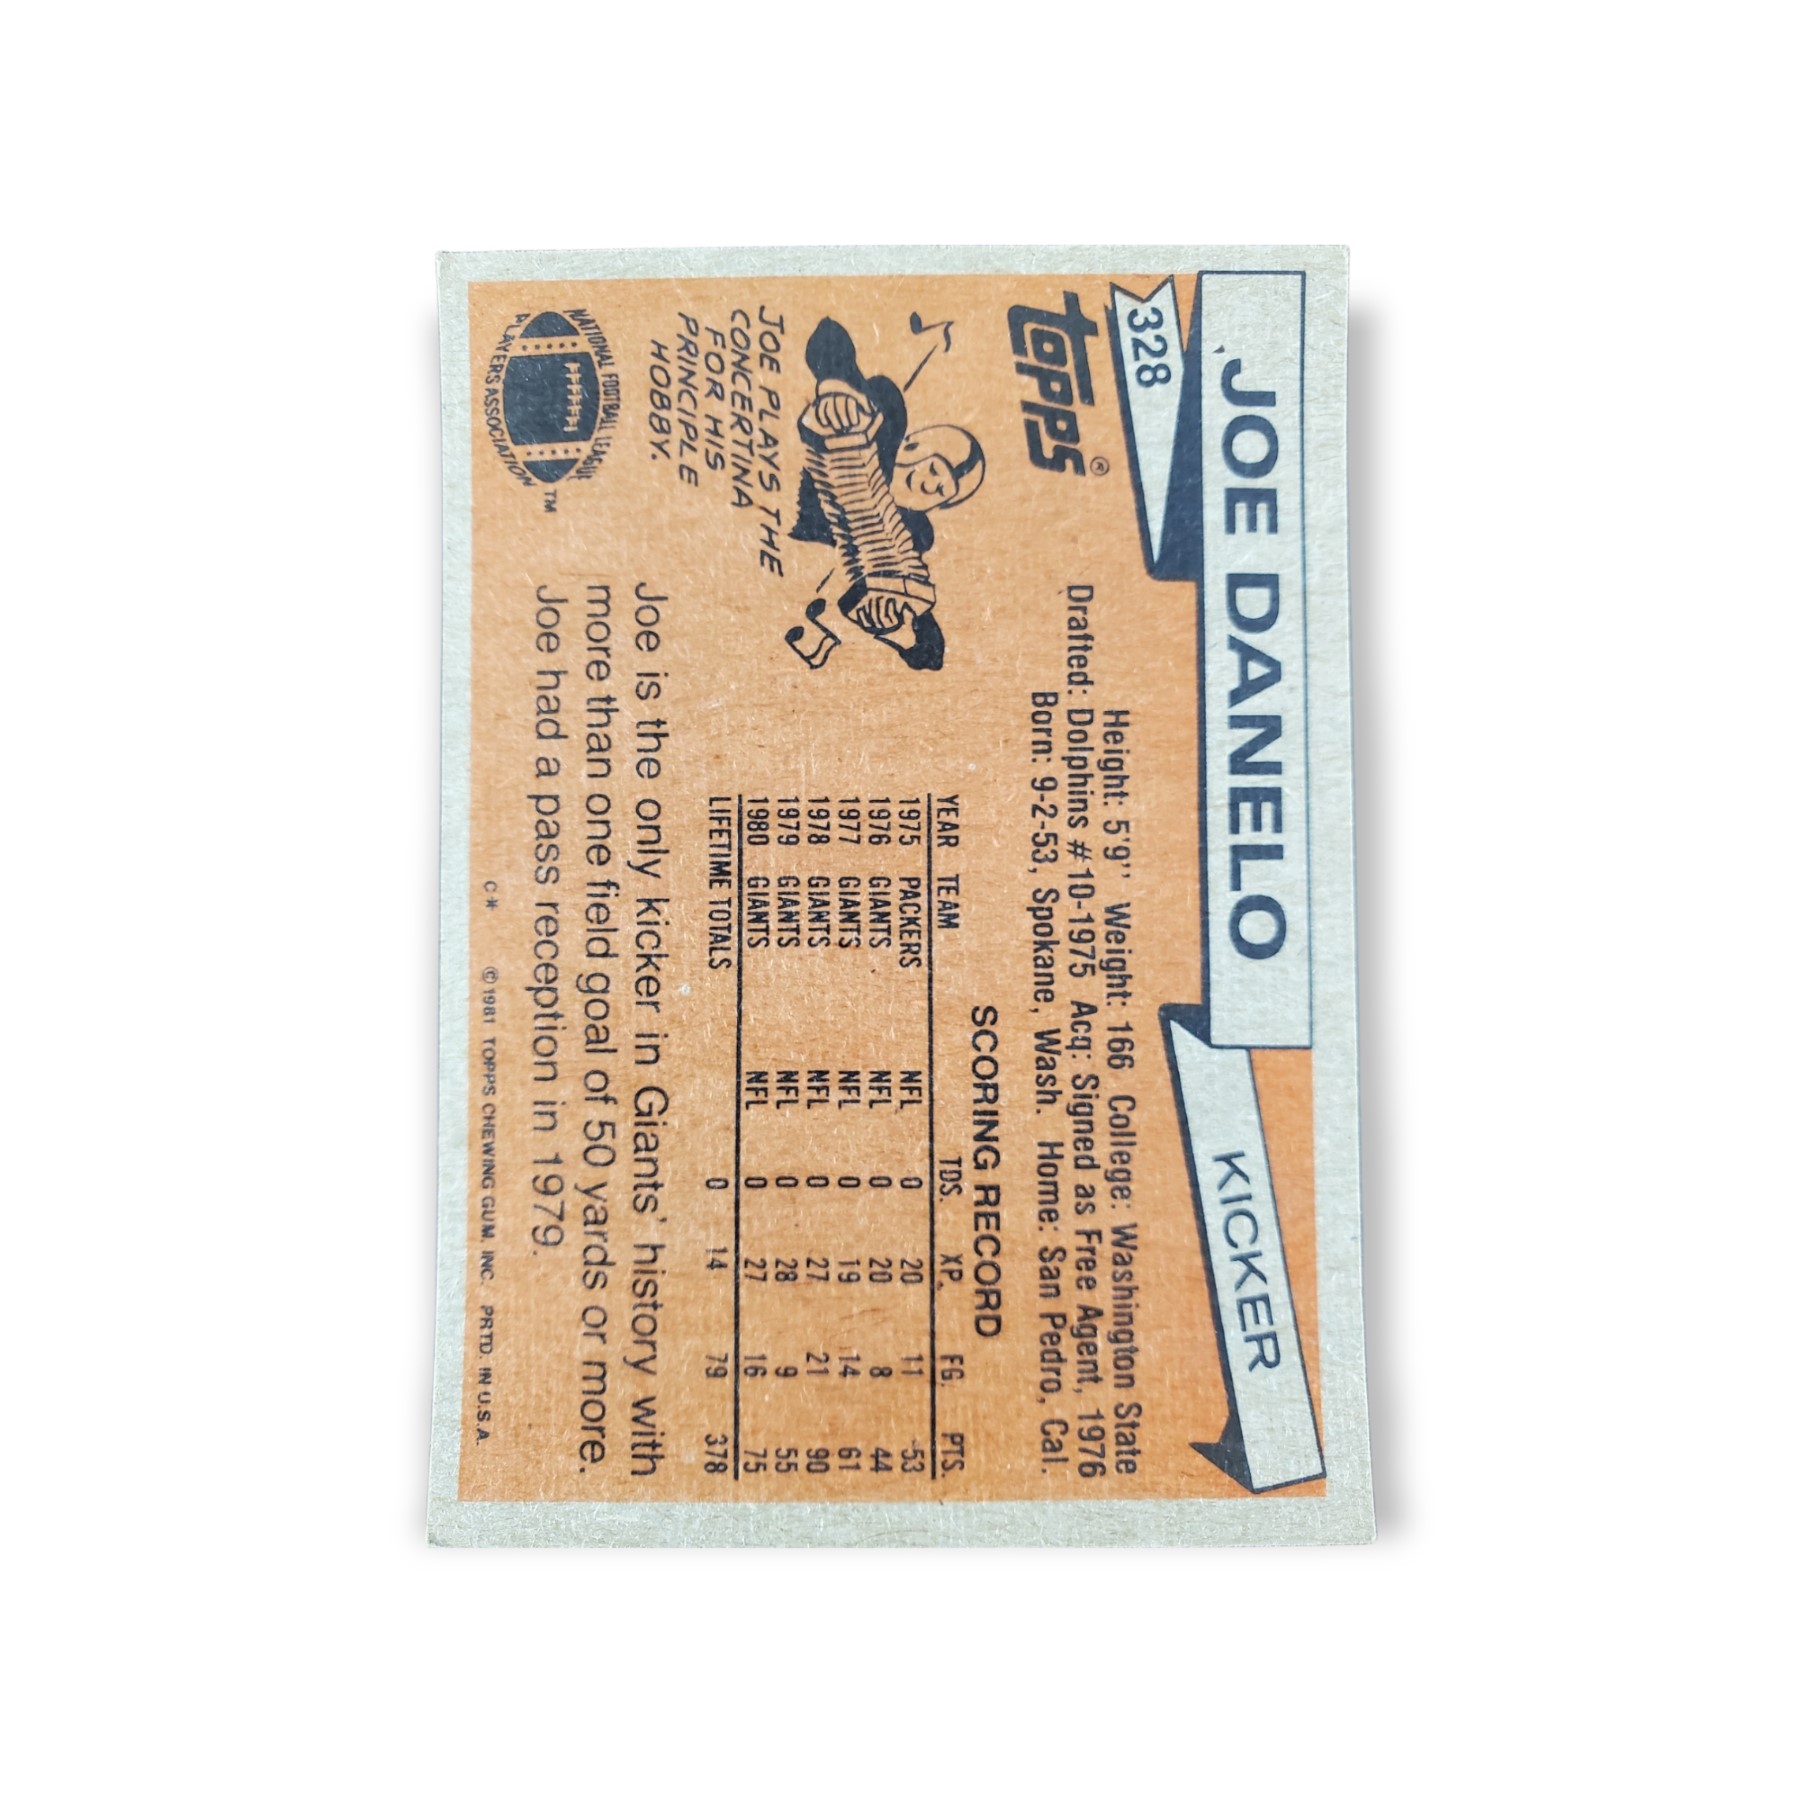 328
JOE DANELO
KICKER
TOPPS®
Height: 5'9" Weight: 166 College: Washington State
Drafted: Dolphins #10-1975 Acq: Signed as Free Agent, 1976
Born: 9-2-53, Spokane, Wash. Home: San Pedro, Cal.
SCORING RECORD
YEAR TEAM TDS. XP. FG. PTS.
1975 PACKERS NFL 0 20 11 53
1976 GIANTS NFL 0 20 8 44
1977 GIANTS NFL 0 19 14 61
1978 GIANTS NFL 0 27 21 90
1979 GIANTS NFL 0 28 9 55
1980 GIANTS NFL 0 27 16 75
LIFETIME TOTALS 0 14 79 378
JOE PLAYS THE
CONCERTINA
FOR HIS
PRINCIPLE
HOBBY.
Joe is the only kicker in Giants' history with
more than one field goal of 50 yards or more.
Joe had a pass reception in 1979.
NATIONAL FOOTBALL LEAGUE
PLAYERS ASSOCIATION
TM
C* © 1981 TOPPS CHEWING GUM, INC. PRTD. IN U.S.A.